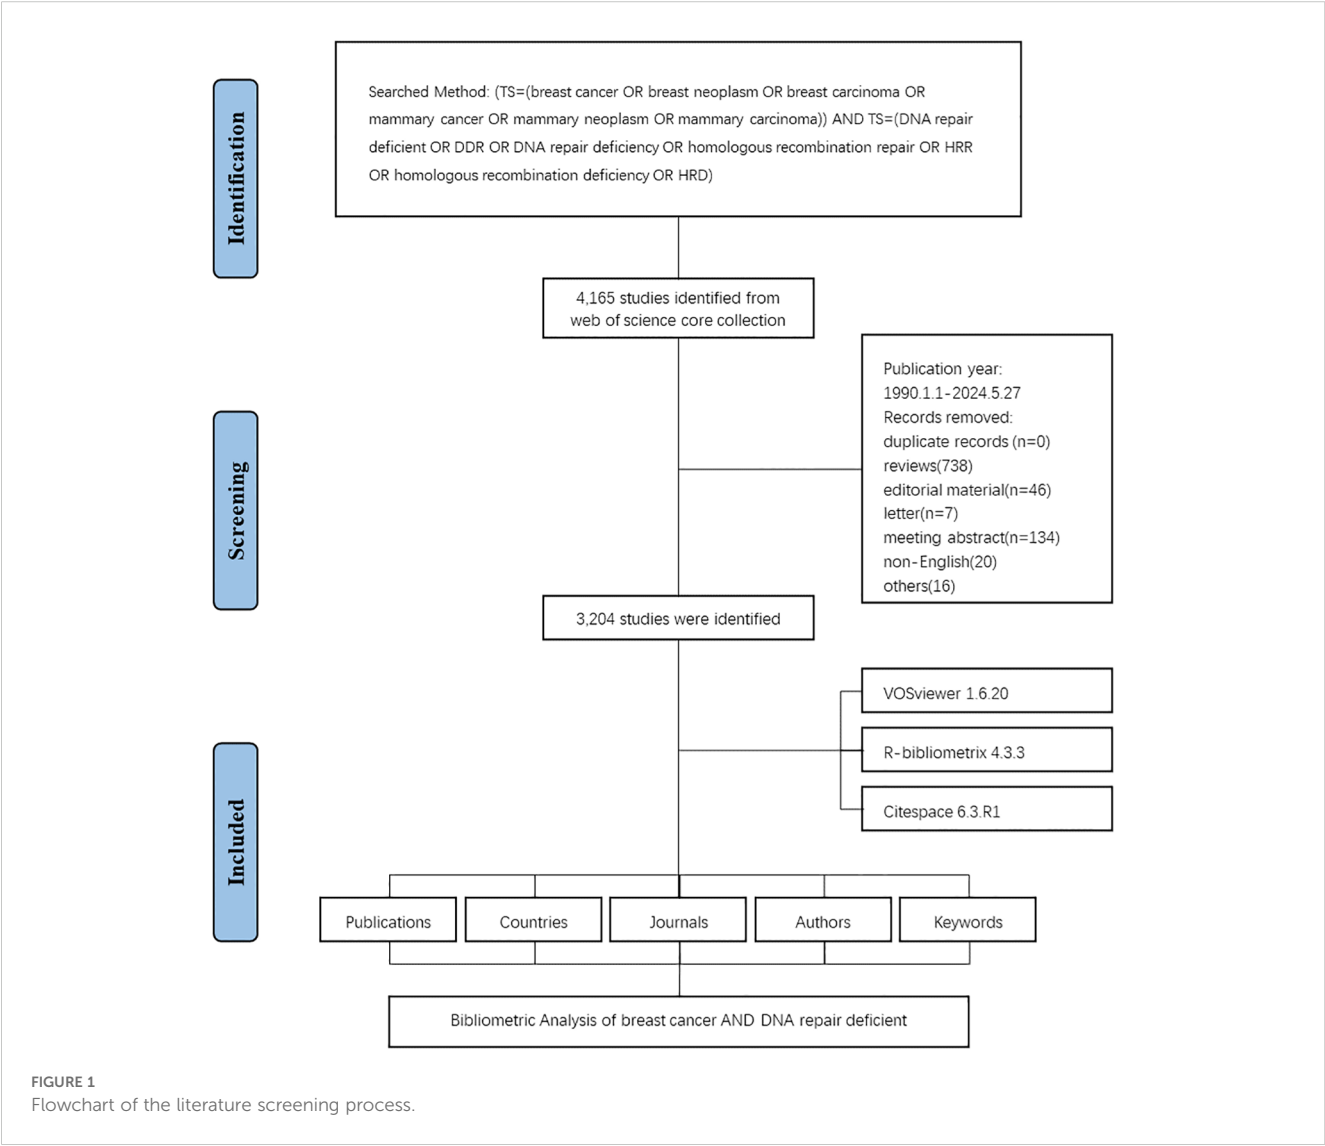 Identification
Searched Method: (TS=(breast cancer OR breast neoplasm OR breast carcinoma OR
mammary cancer OR mammary neoplasm OR mammary carcinoma)) AND TS=(DNA repair
deficient OR DDR OR DNA repair deficiency OR homologous recombination repair OR HRR
OR homologous recombination deficiency OR HRD)
4,165 studies identified from
web of science core collection
Screening
Publication year:
1990.1.1-2024.5.27
Records removed:
duplicate records (n=0)
reviews(738)
editorial material(n=46)
letter(n=7)
meeting abstract(n=134)
non-English(20)
others(16)
3,204 studies were identified
Included
VOSviewer 1.6.20
R-bibliometrix 4.3.3
Citespace 6.3.R1
Publications
Countries
Journals
Authors
Keywords
Bibliometric Analysis of breast cancer AND DNA repair deficient
FIGURE 1
Flowchart of the literature screening process.